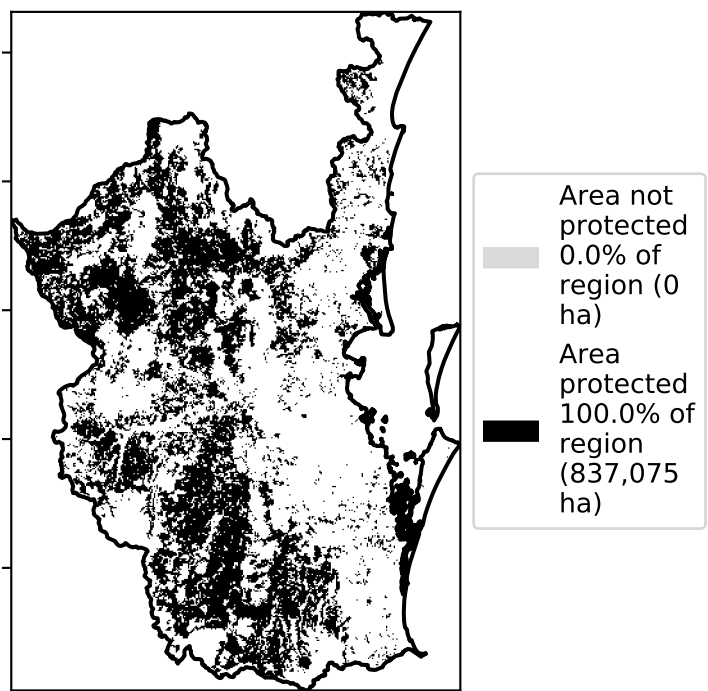 Area not
protected
0.0% of
region (0
ha)
Area
protected
100.0% of
region
(837,075
ha)